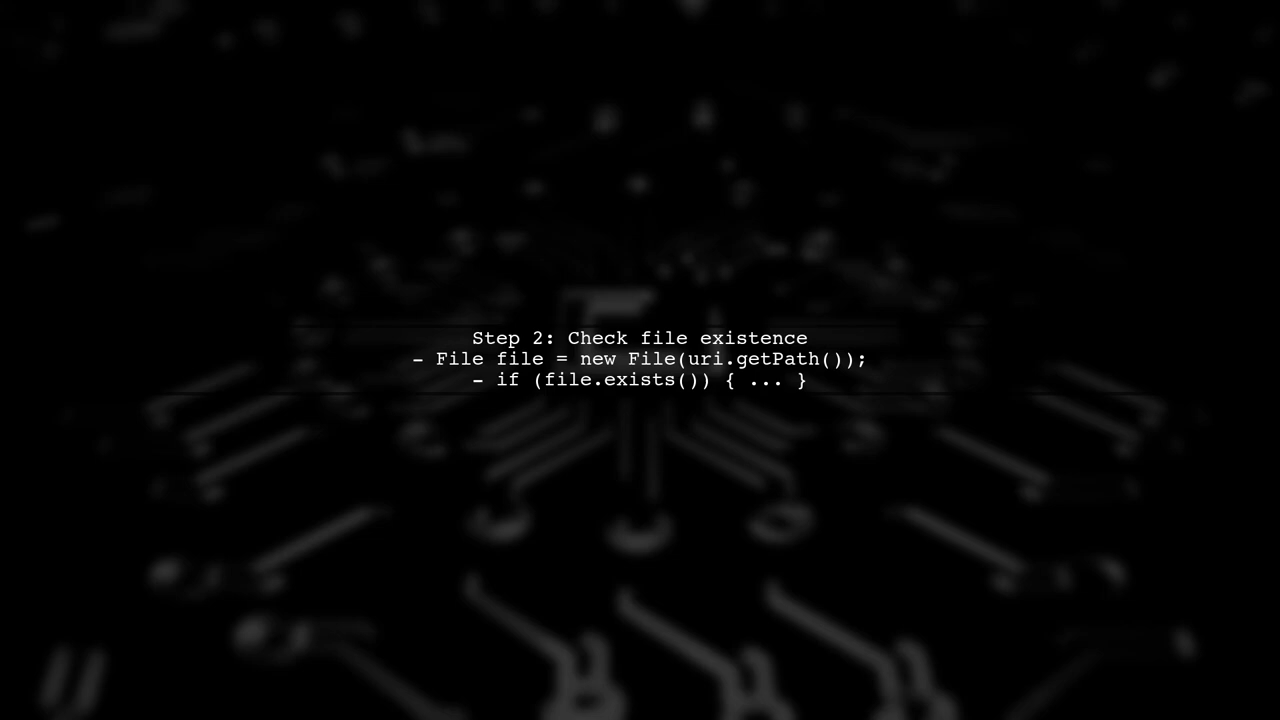 Step 2: Check file existence
- File file = new File(uri.getPath());
- if (file.exists()) { ... }